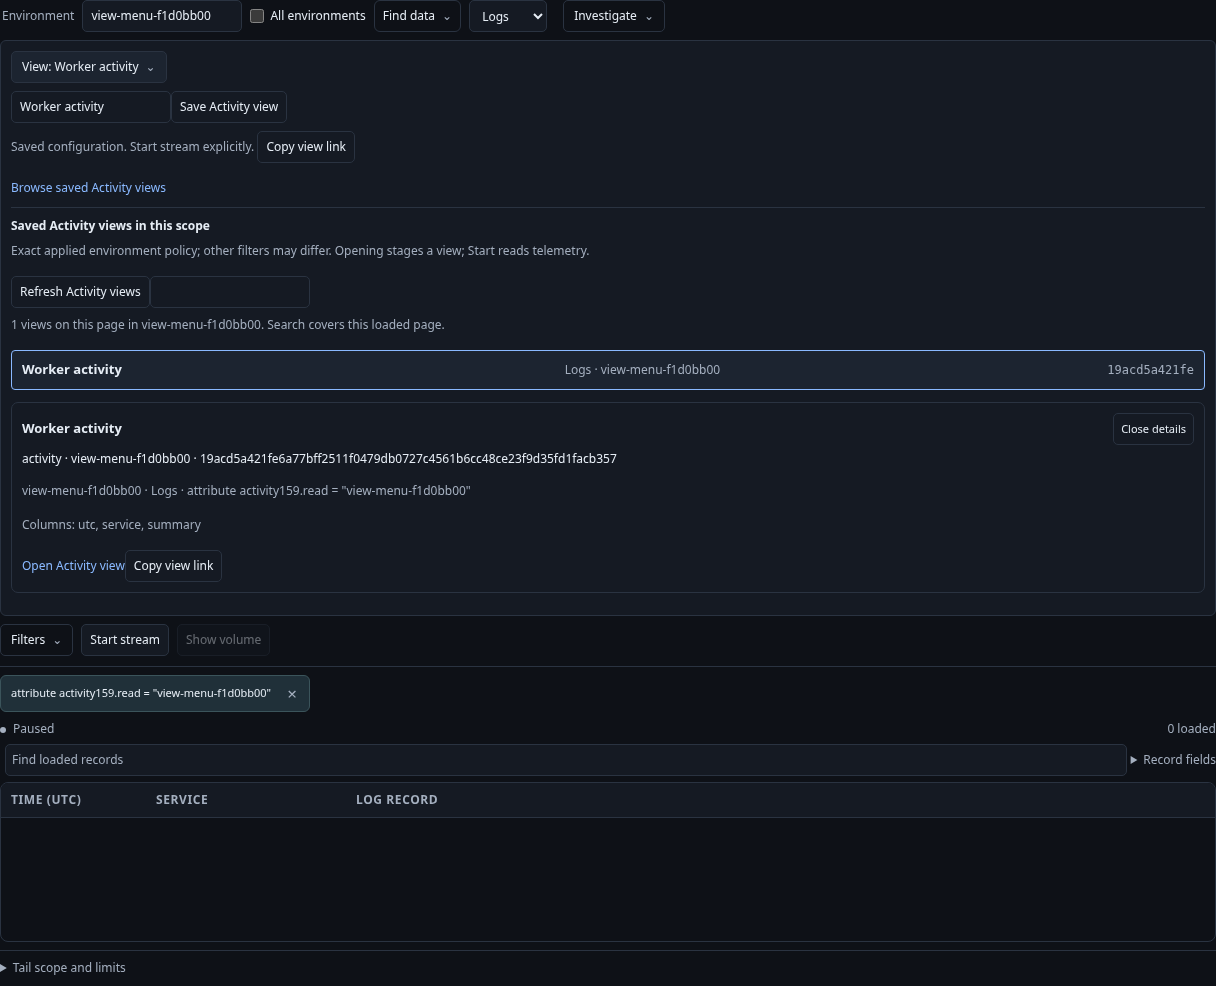 Environment view-menu-f1d0bb00 All environments Find data Logs Investigate
View: Worker activity
Worker activity Save Activity view
Saved configuration. Start stream explicitly. Copy view link
Browse saved Activity views
Saved Activity views in this scope
Exact applied environment policy; other filters may differ. Opening stages a view; Start reads telemetry.
Refresh Activity views
1 views on this page in view-menu-f1d0bb00. Search covers this loaded page.
Worker activity Logs · view-menu-f1d0bb00 19acd5a421fe
Worker activity Close details
activity · view-menu-f1d0bb00 · 19acd5a421fe6a77bff2511f0479db0727c4561b6cc48ce23f9d35fd1facb357
view-menu-f1d0bb00 · Logs · attribute activity159.read = "view-menu-f1d0bb00"
Columns: utc, service, summary
Open Activity view Copy view link
Filters Start stream Show volume
attribute activity159.read = "view-menu-f1d0bb00" ×
Paused 0 loaded
Find loaded records Record fields
TIME (UTC) SERVICE LOG RECORD
Tail scope and limits